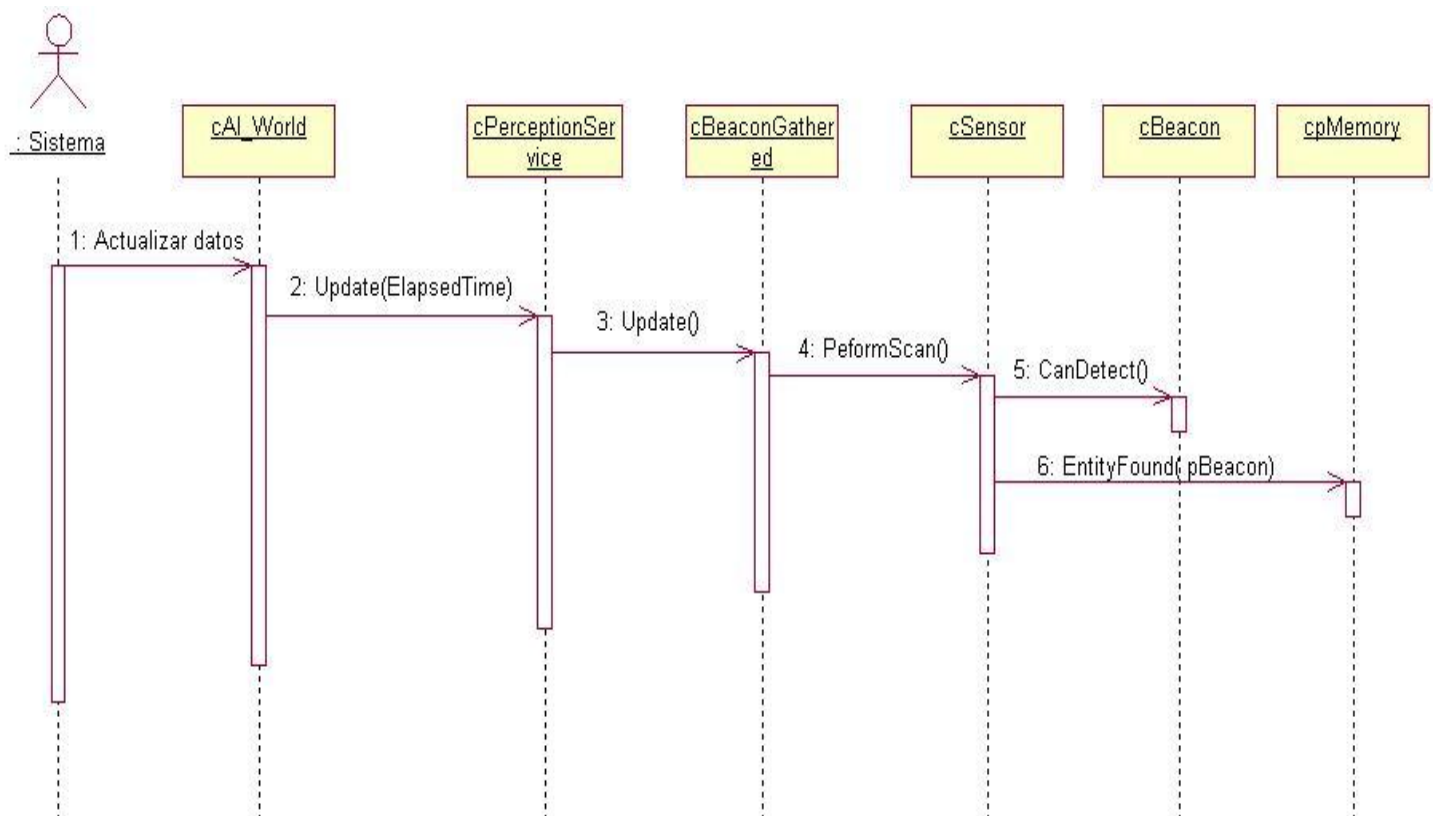 : Sistema
cAI_World
cPerceptionSer
vice
cBeaconGather
ed
cSensor
cBeacon
cpMemory
1: Actualizar datos
2: Update(ElapsedTime)
3: Update()
4: PeformScan()
5: CanDetect()
6: EntityFound( pBeacon)